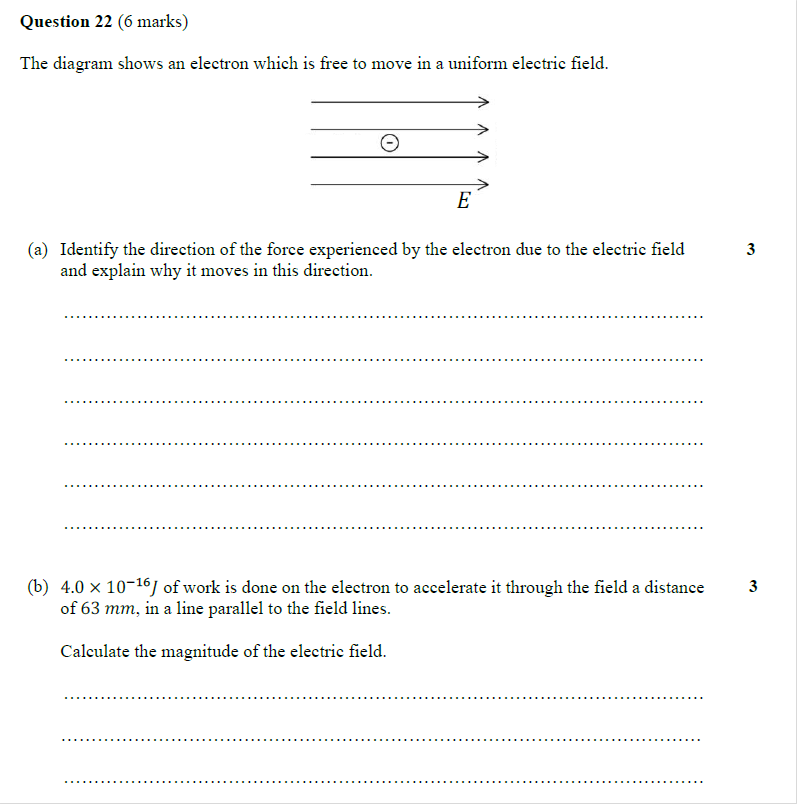 Question 22 (6 marks)
The diagram shows an electron which is free to move in a uniform electric field.
-
E
(a) Identify the direction of the force experienced by the electron due to the electric field 3
and explain why it moves in this direction.
(b) 4.0 × 10⁻¹⁶J of work is done on the electron to accelerate it through the field a distance 3
of 63 mm, in a line parallel to the field lines.
Calculate the magnitude of the electric field.